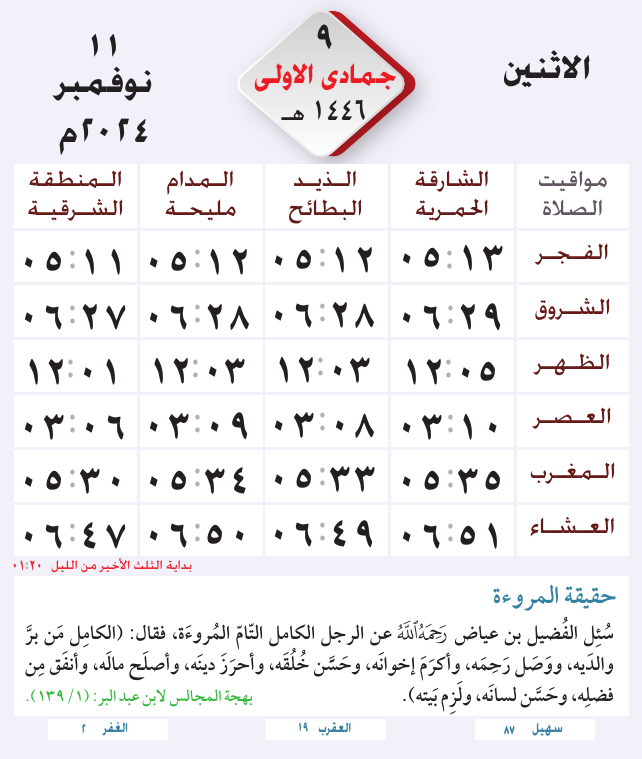 الاثنين
٩
جمادى الاولى
١٤٤٦ هـ
١١
نوفمبر
٢٠٢٤م
مواقيت الصلاة | الشارقة الحمرية | الذيد البطائح | المدام مليحة | المنطقة الشرقية
الفجر ٠٥:١٣ ٠٥:١٢ ٠٥:١٢ ٠٥:١١
الشروق ٠٦:٢٩ ٠٦:٢٨ ٠٦:٢٨ ٠٦:٢٧
الظهر ١٢:٠٥ ١٢:٠٣ ١٢:٠٣ ١٢:٠١
العصر ٠٣:١٠ ٠٣:٠٨ ٠٣:٠٩ ٠٣:٠٦
المغرب ٠٥:٣٥ ٠٥:٣٣ ٠٥:٣٤ ٠٥:٣٠
العشاء ٠٦:٥١ ٠٦:٤٩ ٠٦:٥٠ ٠٦:٤٧
بداية الثلث الأخير من الليل ٠١:٢٠
حقيقة المروءة
سُئِل الفُضيل بن عياض رَحِمَهُ ٱللَّهُ عن الرجل الكامل التّامّ المُروءَة، فقال: (الكامِل مَن برَّ
والدَيه، ووَصَل رَحِمَه، وأكرَمَ إخوانَه، وحَسَّن خُلُقَه، وأحرَزَ دينَه، وأصلَح مالَه، وأنفَق مِن
فضلِه، وحَسَّن لسانَه، ولَزِم بَيته). بهجة المجالس لابن عبد البر: (١/ ١٣٩).
سهيل ٨٧ العقرب ١٩ الغفر ٢